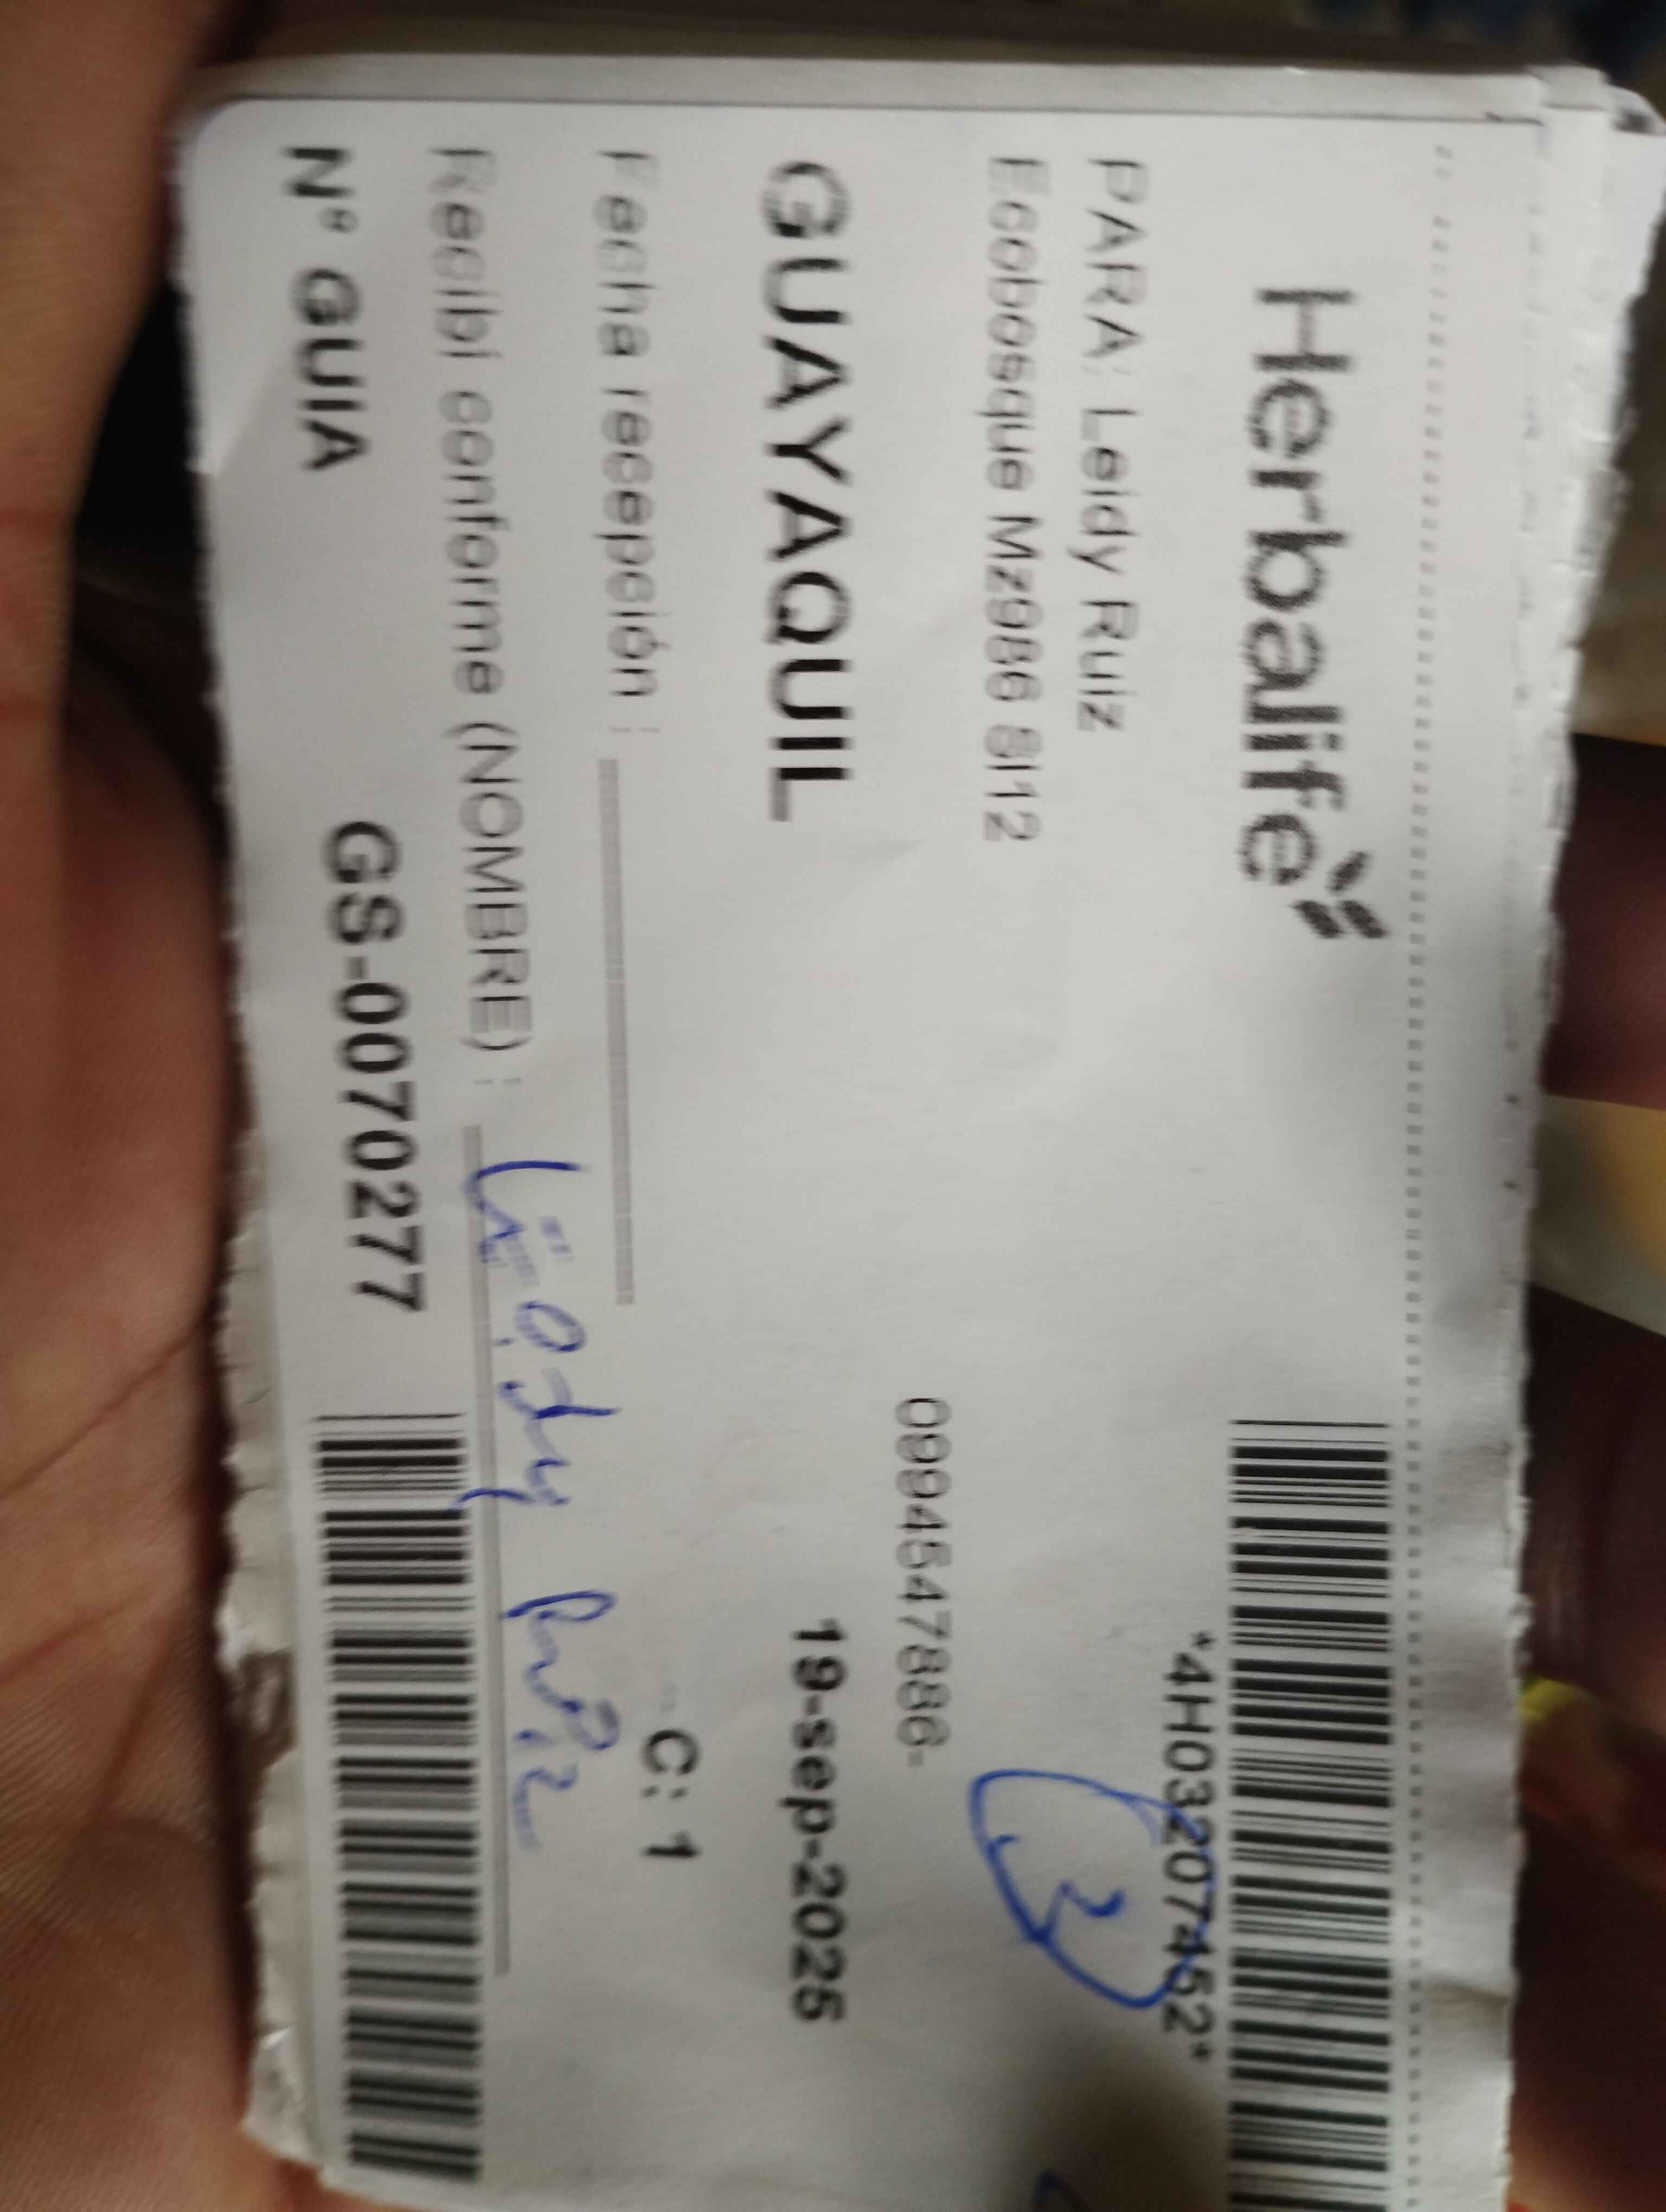 Herbalife
*4H03207452*
PARA: Leidy Ruiz
Ecobosque Mz986 Sl12
0994547886-
GUAYAQUIL
19-sep-2025
Fecha recepción :
C: 1
Recibí conforme (NOMBRE) : Leidy Ruiz
Nº GUIA
GS-0070277